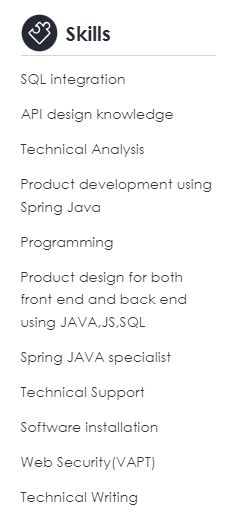 Skills
SQL integration
API design knowledge
Technical Analysis
Product development using
Spring Java
Programming
Product design for both
front end and back end
using JAVA,JS,SQL
Spring JAVA specialist
Technical Support
Software installation
Web Security(VAPT)
Technical Writing